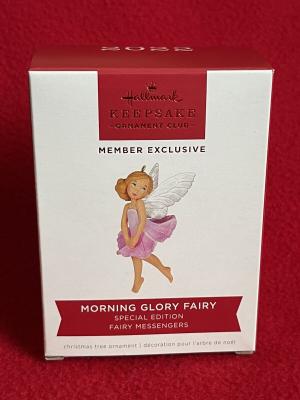 2022
Hallmark
KEEPSAKE
-ORNAMENT CLUB-
MEMBER EXCLUSIVE
MORNING GLORY FAIRY
SPECIAL EDITION
FAIRY MESSENGERS
christmas tree ornament | décoration pour l'arbre de noël